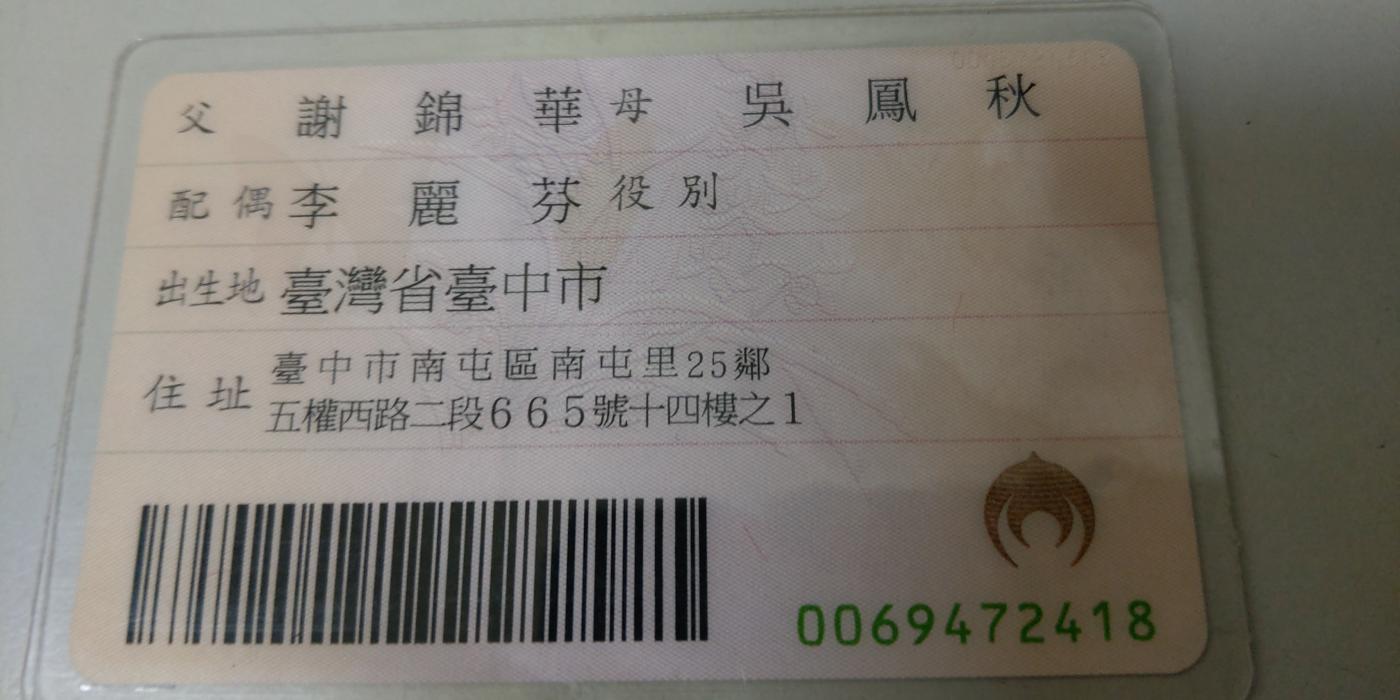 父 謝錦華 母 吳鳳秋
配偶 李麗芬 役別
出生地 臺灣省臺中市
住址 臺中市南屯區南屯里25鄰
五權西路二段665號十四樓之1
0069472418